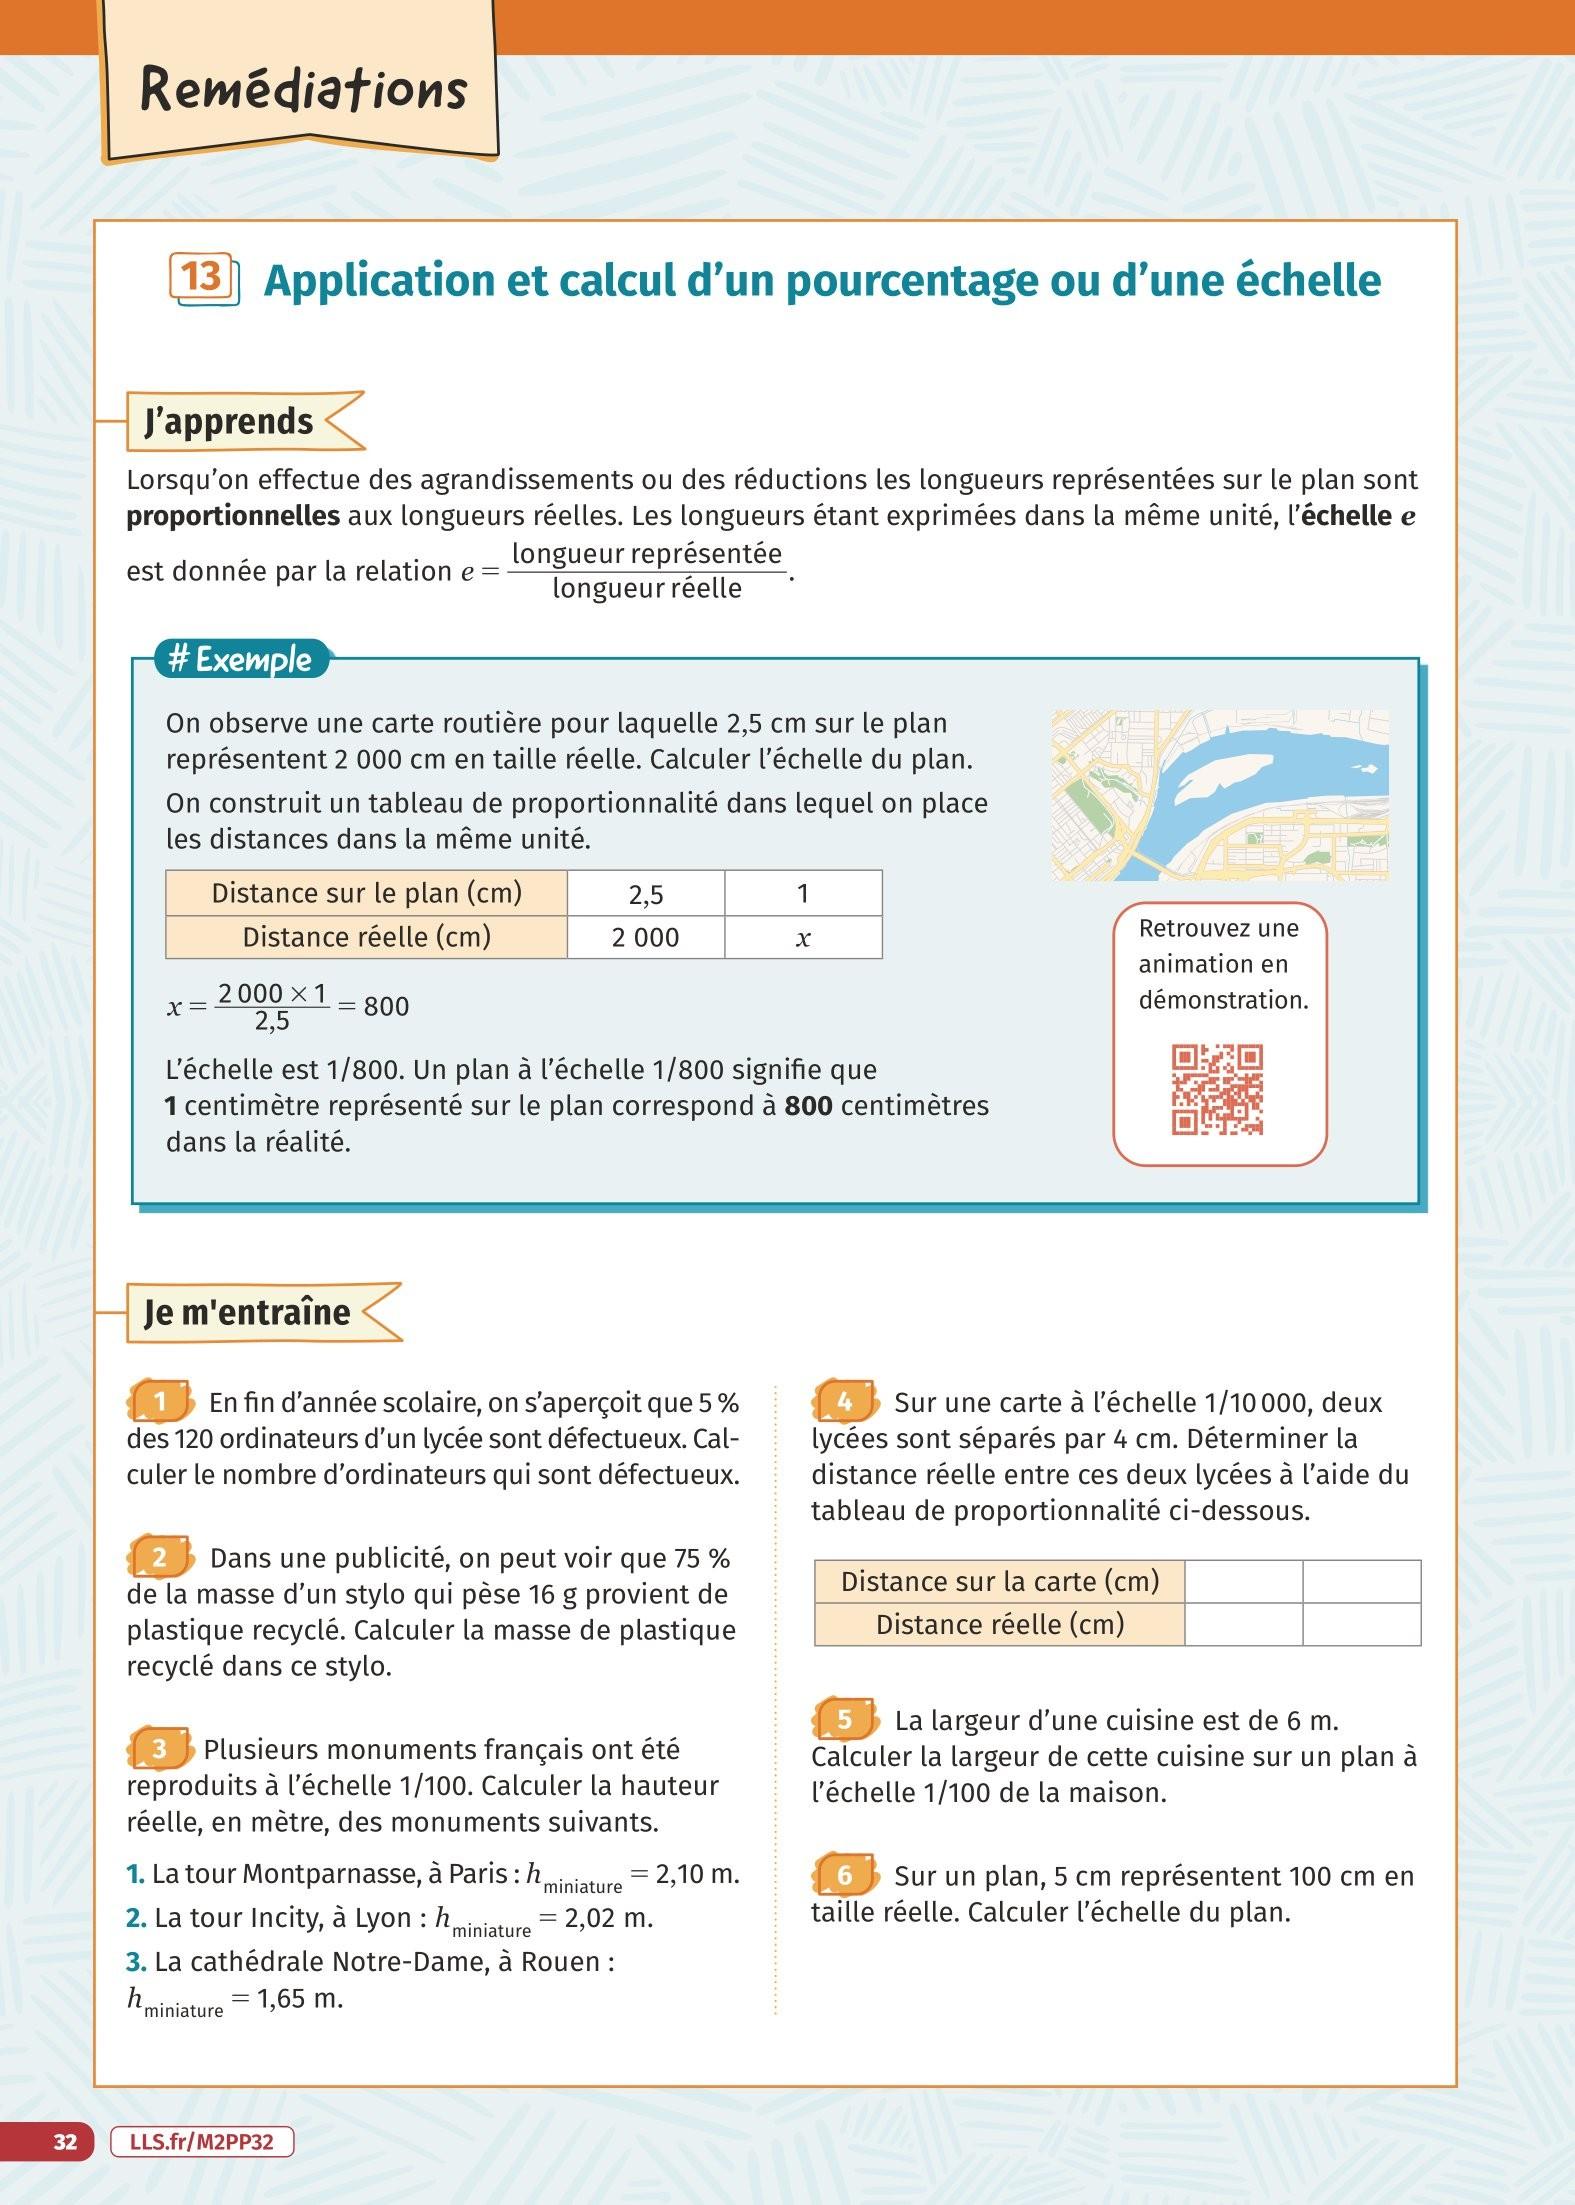 Remédiations
13 Application et calcul d'un pourcentage ou d'une échelle
J'apprends
Lorsqu'on effectue des agrandissements ou des réductions les longueurs représentées sur le plan sont
proportionnelles aux longueurs réelles. Les longueurs étant exprimées dans la même unité, l'échelle e
est donnée par la relation e = longueur représentée / longueur réelle.
# Exemple
On observe une carte routière pour laquelle 2,5 cm sur le plan
représentent 2 000 cm en taille réelle. Calculer l'échelle du plan.
On construit un tableau de proportionnalité dans lequel on place
les distances dans la même unité.
Distance sur le plan (cm) 2,5 1
Distance réelle (cm) 2 000 x
x = 2 000 × 1 / 2,5 = 800
L'échelle est 1/800. Un plan à l'échelle 1/800 signifie que
1 centimètre représenté sur le plan correspond à 800 centimètres
dans la réalité.
Retrouvez une
animation en
démonstration.
Je m'entraîne
1 En fin d'année scolaire, on s'aperçoit que 5 %
des 120 ordinateurs d'un lycée sont défectueux. Cal-
culer le nombre d'ordinateurs qui sont défectueux.
2 Dans une publicité, on peut voir que 75 %
de la masse d'un stylo qui pèse 16 g provient de
plastique recyclé. Calculer la masse de plastique
recyclé dans ce stylo.
3 Plusieurs monuments français ont été
reproduits à l'échelle 1/100. Calculer la hauteur
réelle, en mètre, des monuments suivants.
1. La tour Montparnasse, à Paris : h miniature = 2,10 m.
2. La tour Incity, à Lyon : h miniature = 2,02 m.
3. La cathédrale Notre-Dame, à Rouen :
h miniature = 1,65 m.
4 Sur une carte à l'échelle 1/10 000, deux
lycées sont séparés par 4 cm. Déterminer la
distance réelle entre ces deux lycées à l'aide du
tableau de proportionnalité ci-dessous.
Distance sur la carte (cm)
Distance réelle (cm)
5 La largeur d'une cuisine est de 6 m.
Calculer la largeur de cette cuisine sur un plan à
l'échelle 1/100 de la maison.
6 Sur un plan, 5 cm représentent 100 cm en
taille réelle. Calculer l'échelle du plan.
32 LLS.fr/M2PP32